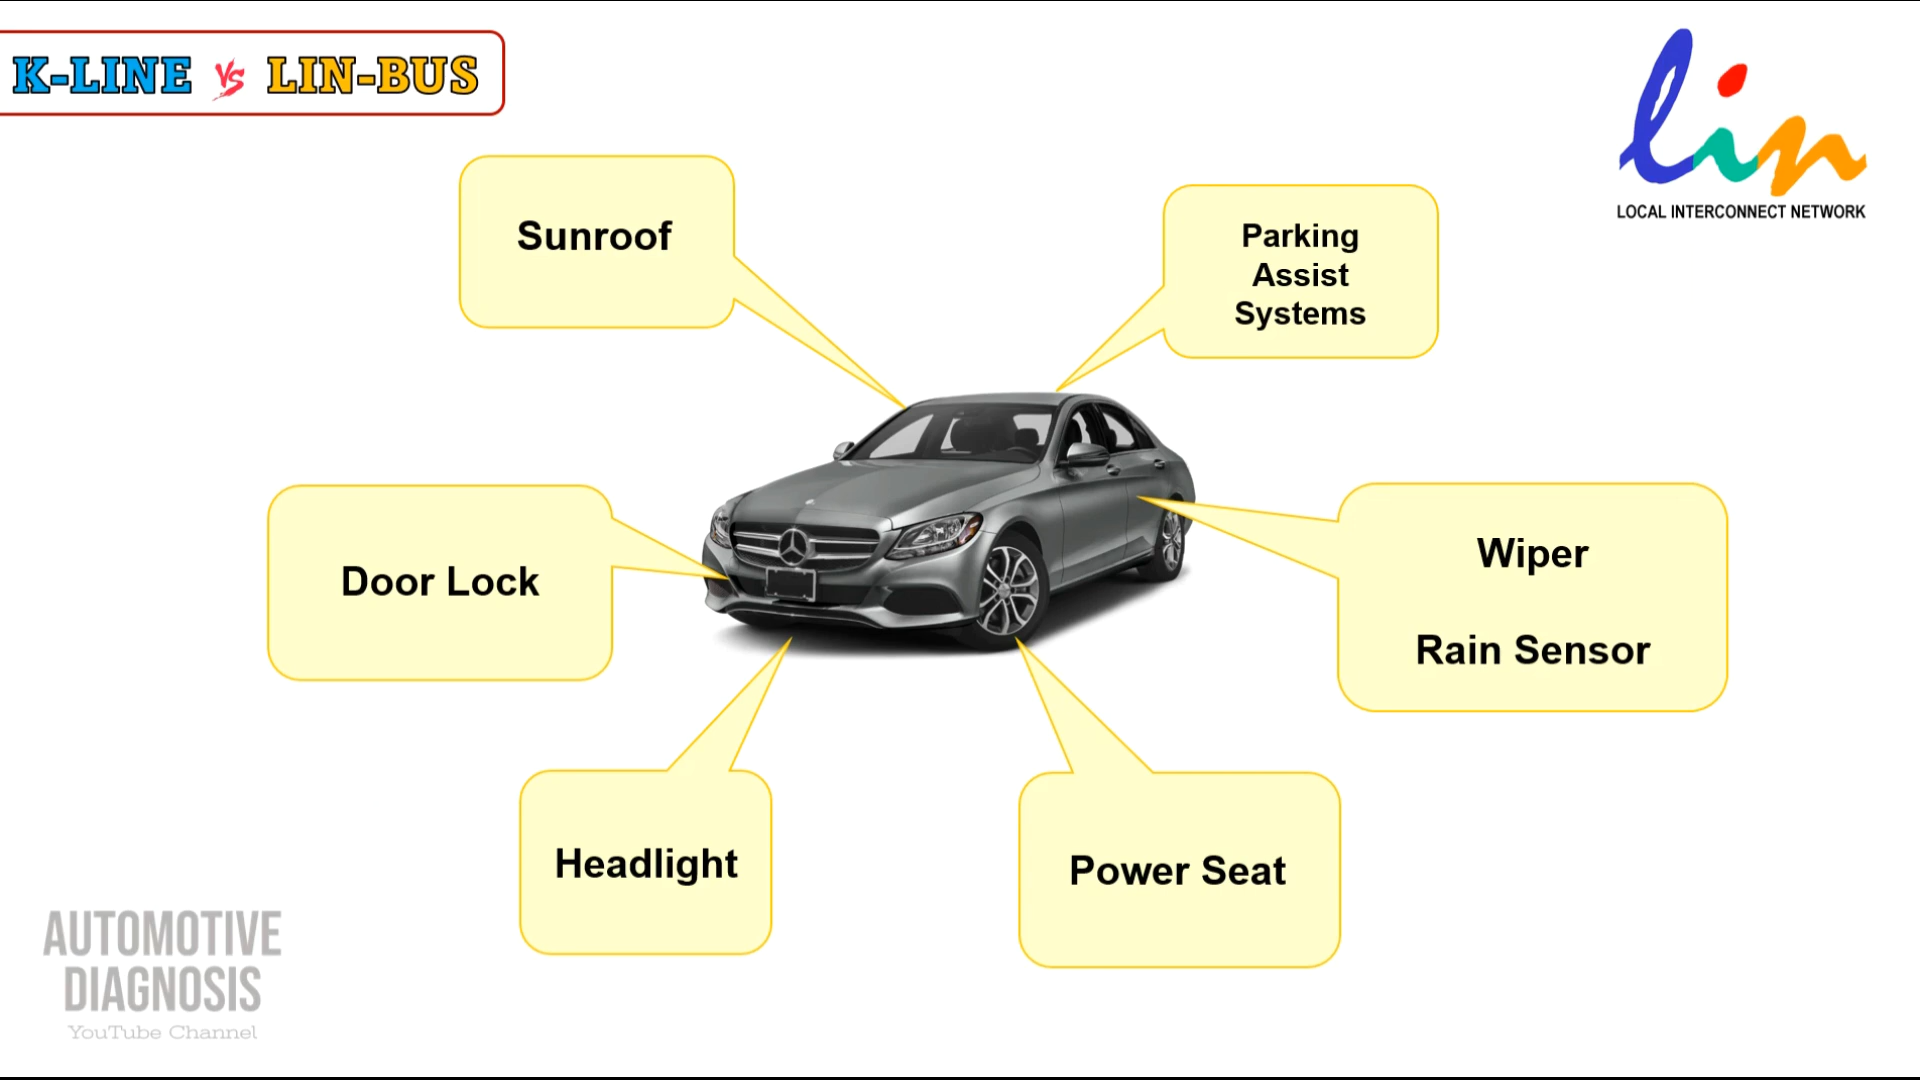 K-LINE VS LIN-BUS
lin
LOCAL INTERCONNECT NETWORK
Sunroof
Parking
Assist
Systems
Door Lock
Wiper
Rain Sensor
Headlight
Power Seat
AUTOMOTIVE
DIAGNOSIS
YouTube Channel